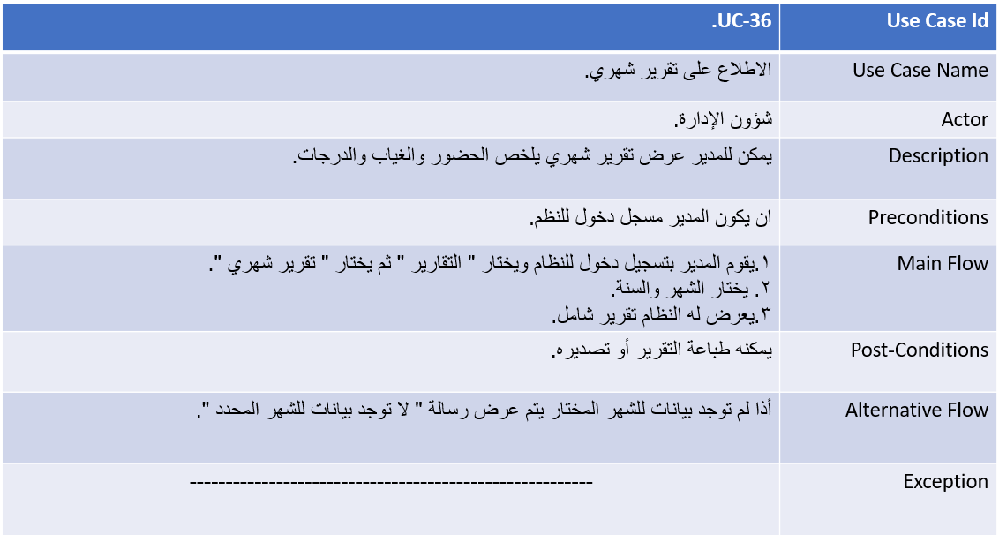 Use Case Id
UC-36.
Use Case Name
الاطلاع على تقرير شهري.
Actor
شؤون الإدارة.
Description
يمكن للمدير عرض تقرير شهري يلخص الحضور والغياب والدرجات.
Preconditions
ان يكون المدير مسجل دخول للنظم.
Main Flow
١.يقوم المدير بتسجيل دخول للنظام ويختار " التقارير " ثم يختار " تقرير شهري ".
٢. يختار الشهر والسنة.
٣.يعرض له النظام تقرير شامل.
Post-Conditions
يمكنه طباعة التقرير أو تصديره.
Alternative Flow
أذا لم توجد بيانات للشهر المختار يتم عرض رسالة " لا توجد بيانات للشهر المحدد ".
Exception
--------------------------------------------------------